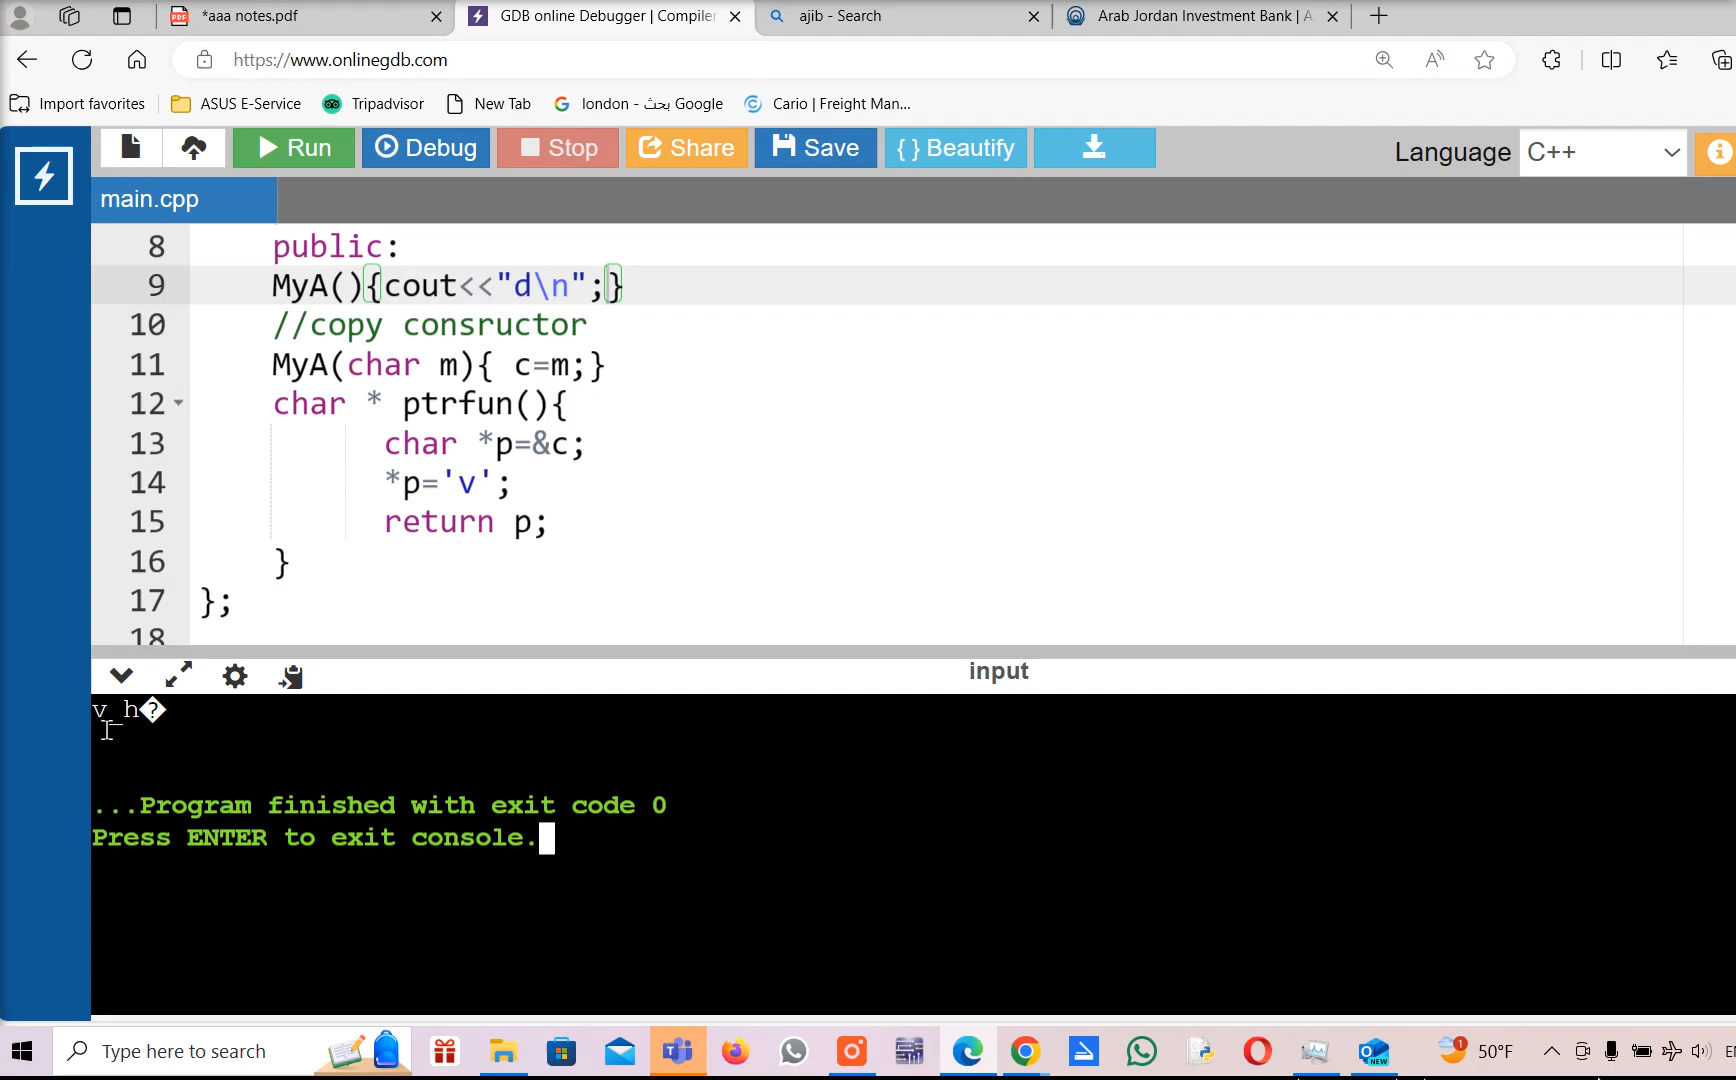 *aaa notes.pdf
GDB online Debugger | Compiler
ajib - Search
Arab Jordan Investment Bank | A
https://www.onlinegdb.com
Import favorites
ASUS E-Service
Tripadvisor
New Tab
london - بحث Google
Cario | Freight Man...
Run
Debug
Stop
Share
Save
{ } Beautify
Language
C++
main.cpp
8 public:
9 MyA(){cout<<"d\n";}
10 //copy consructor
11 MyA(char m){ c=m;}
12 char * ptrfun(){
13 char *p=&c;
14 *p='v';
15 return p;
16 }
17 };
18
input
v_h�
...Program finished with exit code 0
Press ENTER to exit console.
Type here to search
NEW
1
50°F